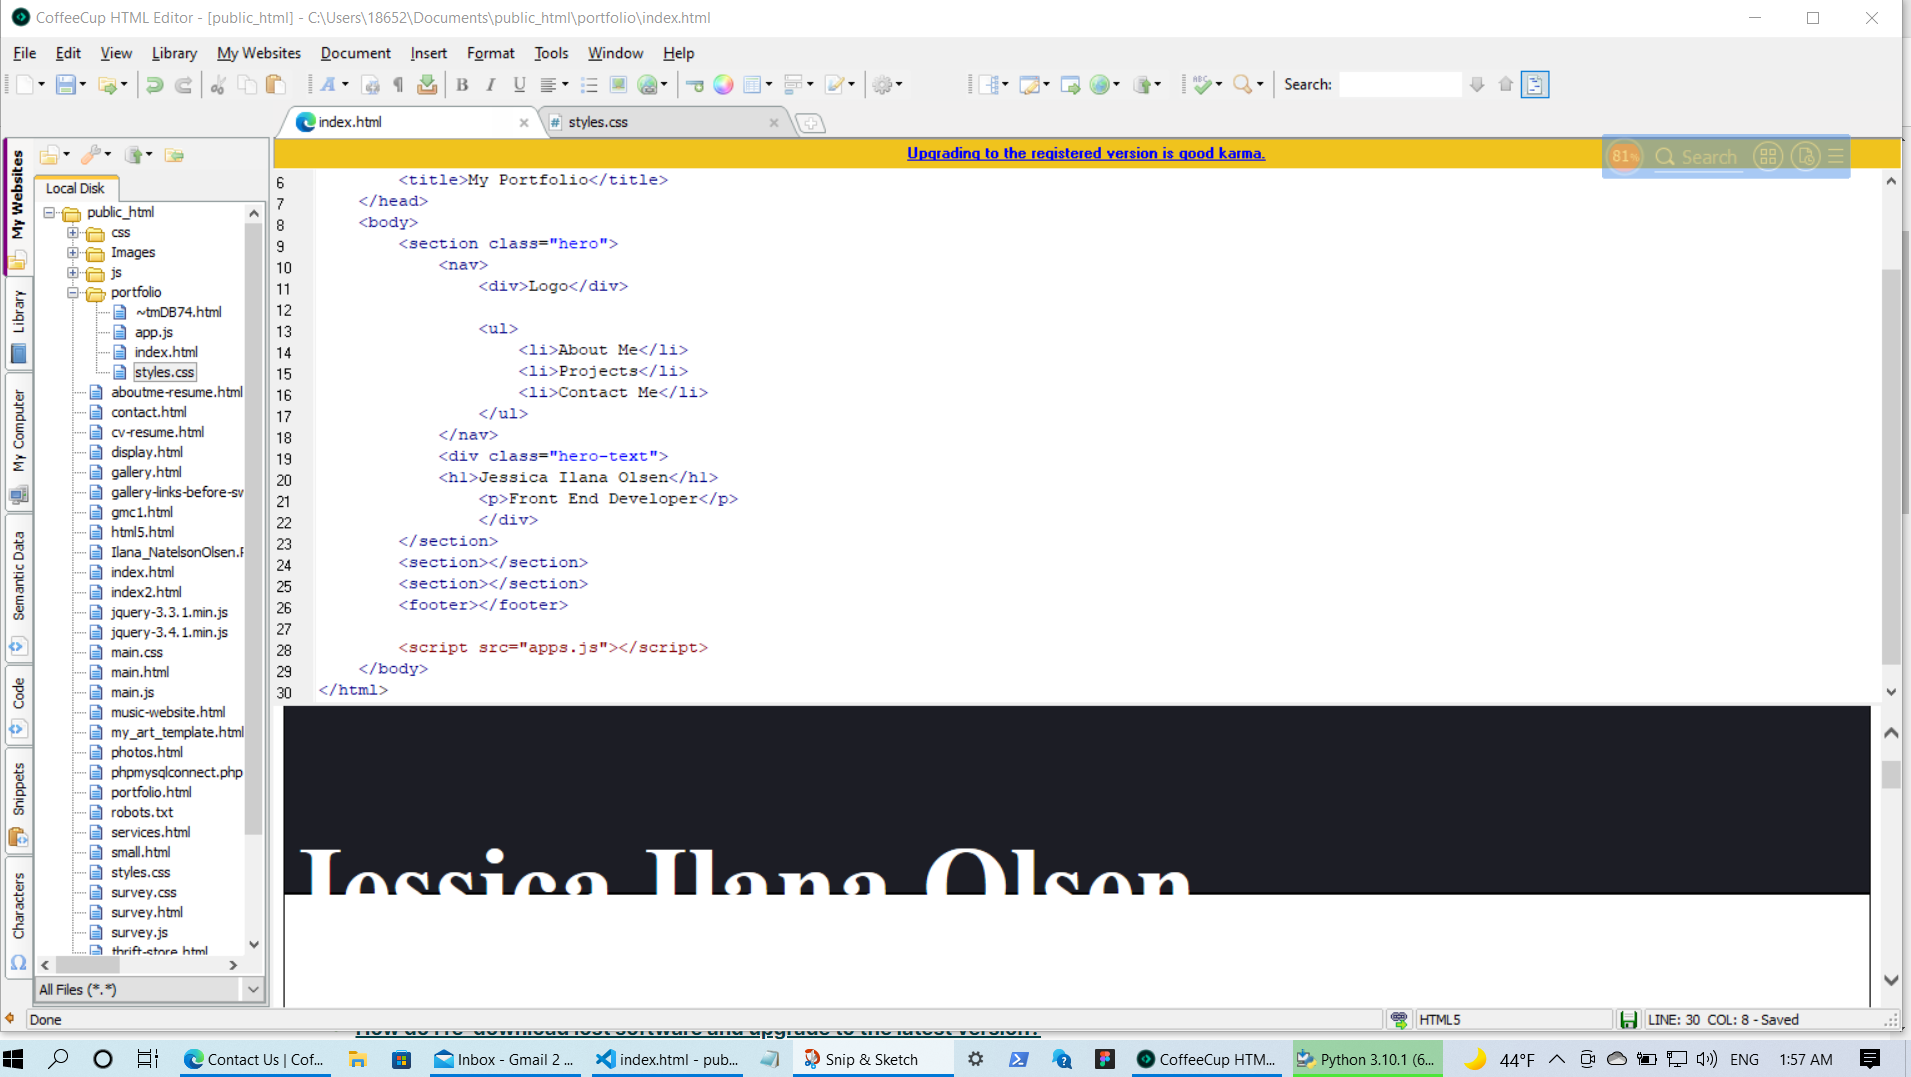 CoffeeCup HTML Editor - [public_html] - C:\Users\18652\Documents\public_html\portfolio\index.html
File Edit View Library My Websites Document Insert Format Tools Window Help
Search:
index.html
styles.css
Upgrading to the registered version is good karma.
81%
Search
My Websites
Library
My Computer
Semantic Data
Code
Snippets
Characters
Local Disk
public_html
css
Images
js
portfolio
~tmDB74.html
app.js
index.html
styles.css
aboutme-resume.html
contact.html
cv-resume.html
display.html
gallery.html
gallery-links-before-sw
gmc1.html
html5.html
Ilana_NatelsonOlsen.F
index.html
index2.html
jquery-3.3.1.min.js
jquery-3.4.1.min.js
main.css
main.html
main.js
music-website.html
my_art_template.html
photos.html
phpmysqlconnect.php
portfolio.html
robots.txt
services.html
small.html
styles.css
survey.css
survey.html
survey.js
thrift-store.html
All Files (*.*)
6 <title>My Portfolio</title>
7 </head>
8 <body>
9 <section class="hero">
10 <nav>
11 <div>Logo</div>
12
13 <ul>
14 <li>About Me</li>
15 <li>Projects</li>
16 <li>Contact Me</li>
17 </ul>
18 </nav>
19 <div class="hero-text">
20 <h1>Jessica Ilana Olsen</h1>
21 <p>Front End Developer</p>
22 </div>
23 </section>
24 <section></section>
25 <section></section>
26 <footer></footer>
27
28 <script src="apps.js"></script>
29 </body>
30 </html>
Jessica Ilana Olsen
Done
HTML5
LINE: 30 COL: 8 - Saved
How do I re-download lost software and upgrade to the latest version?
Contact Us | Cof...
Inbox - Gmail 2 ...
index.html - pub...
Snip & Sketch
CoffeeCup HTM...
Python 3.10.1 (6...
44°F
ENG
1:57 AM